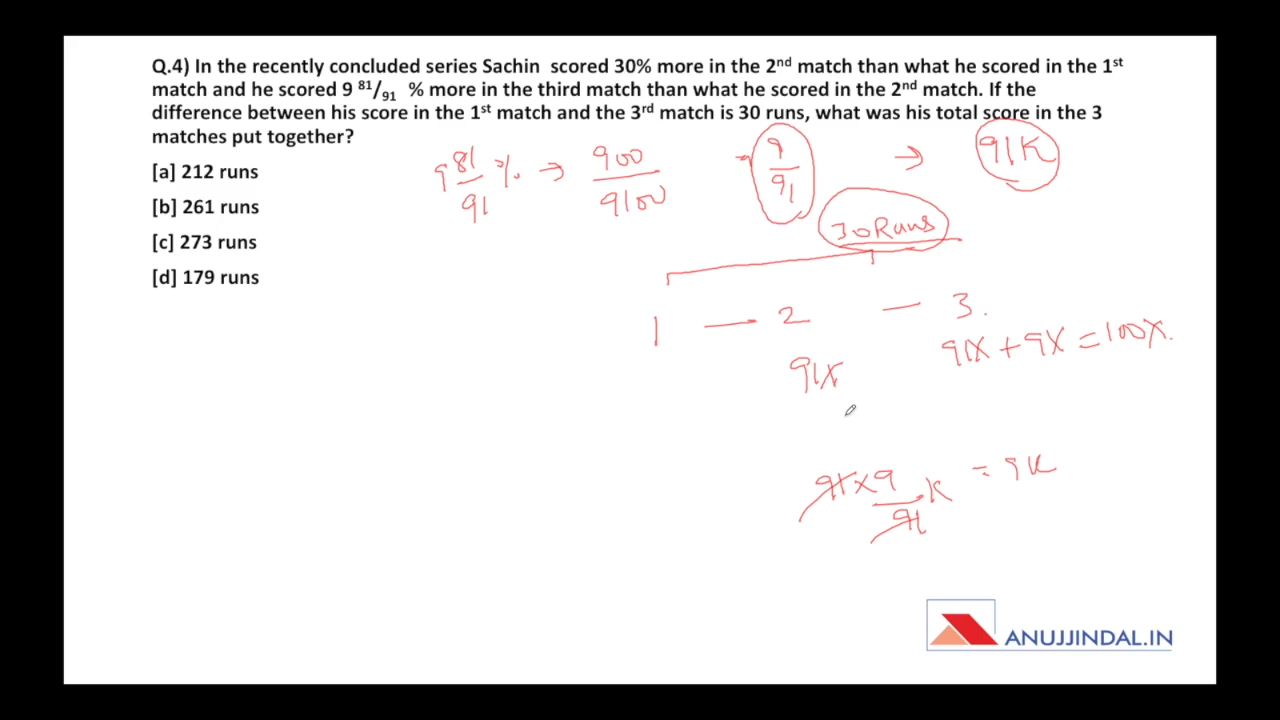 Q.4) In the recently concluded series Sachin scored 30% more in the 2nd match than what he scored in the 1st
match and he scored 9 81/91 % more in the third match than what he scored in the 2nd match. If the
difference between his score in the 1st match and the 3rd match is 30 runs, what was his total score in the 3
matches put together?
[a] 212 runs
[b] 261 runs
[c] 273 runs
[d] 179 runs
9 81/91 % → 900/9100 → 9/91 → 91K
30 Runs
1 — 2 — 3.
91X 91X + 9X = 100X.
91 × 9/91 K = 9K
ANUJJINDAL.IN